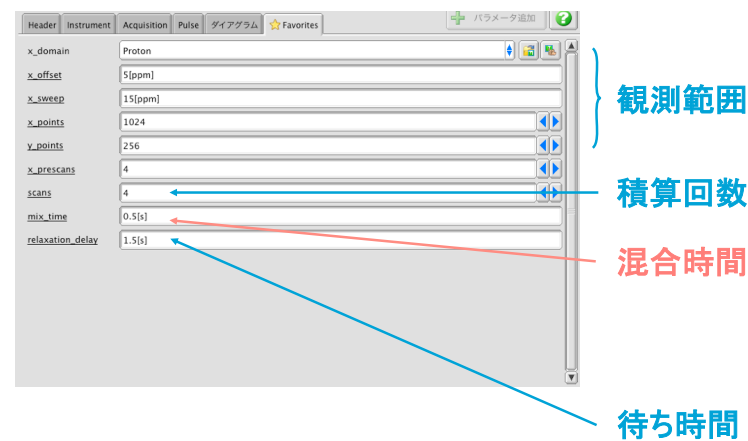 Header Instrument Acquisition Pulse ダイアグラム Favorites パラメータ追加 ?
x_domain Proton
x_offset 5[ppm]
x_sweep 15[ppm]
観測範囲
x_points 1024
y_points 256
x_prescans 4
scans 4
積算回数
mix_time 0.5[s]
relaxation_delay 1.5[s]
混合時間
待ち時間